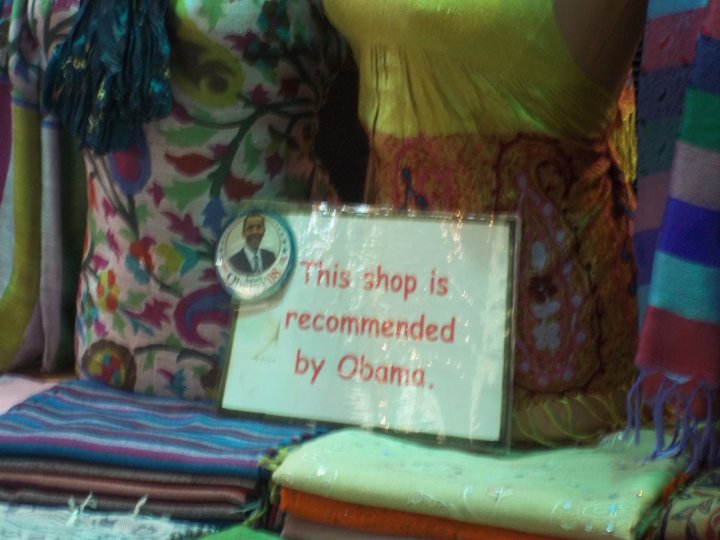 This shop is
recommended
by Obama.